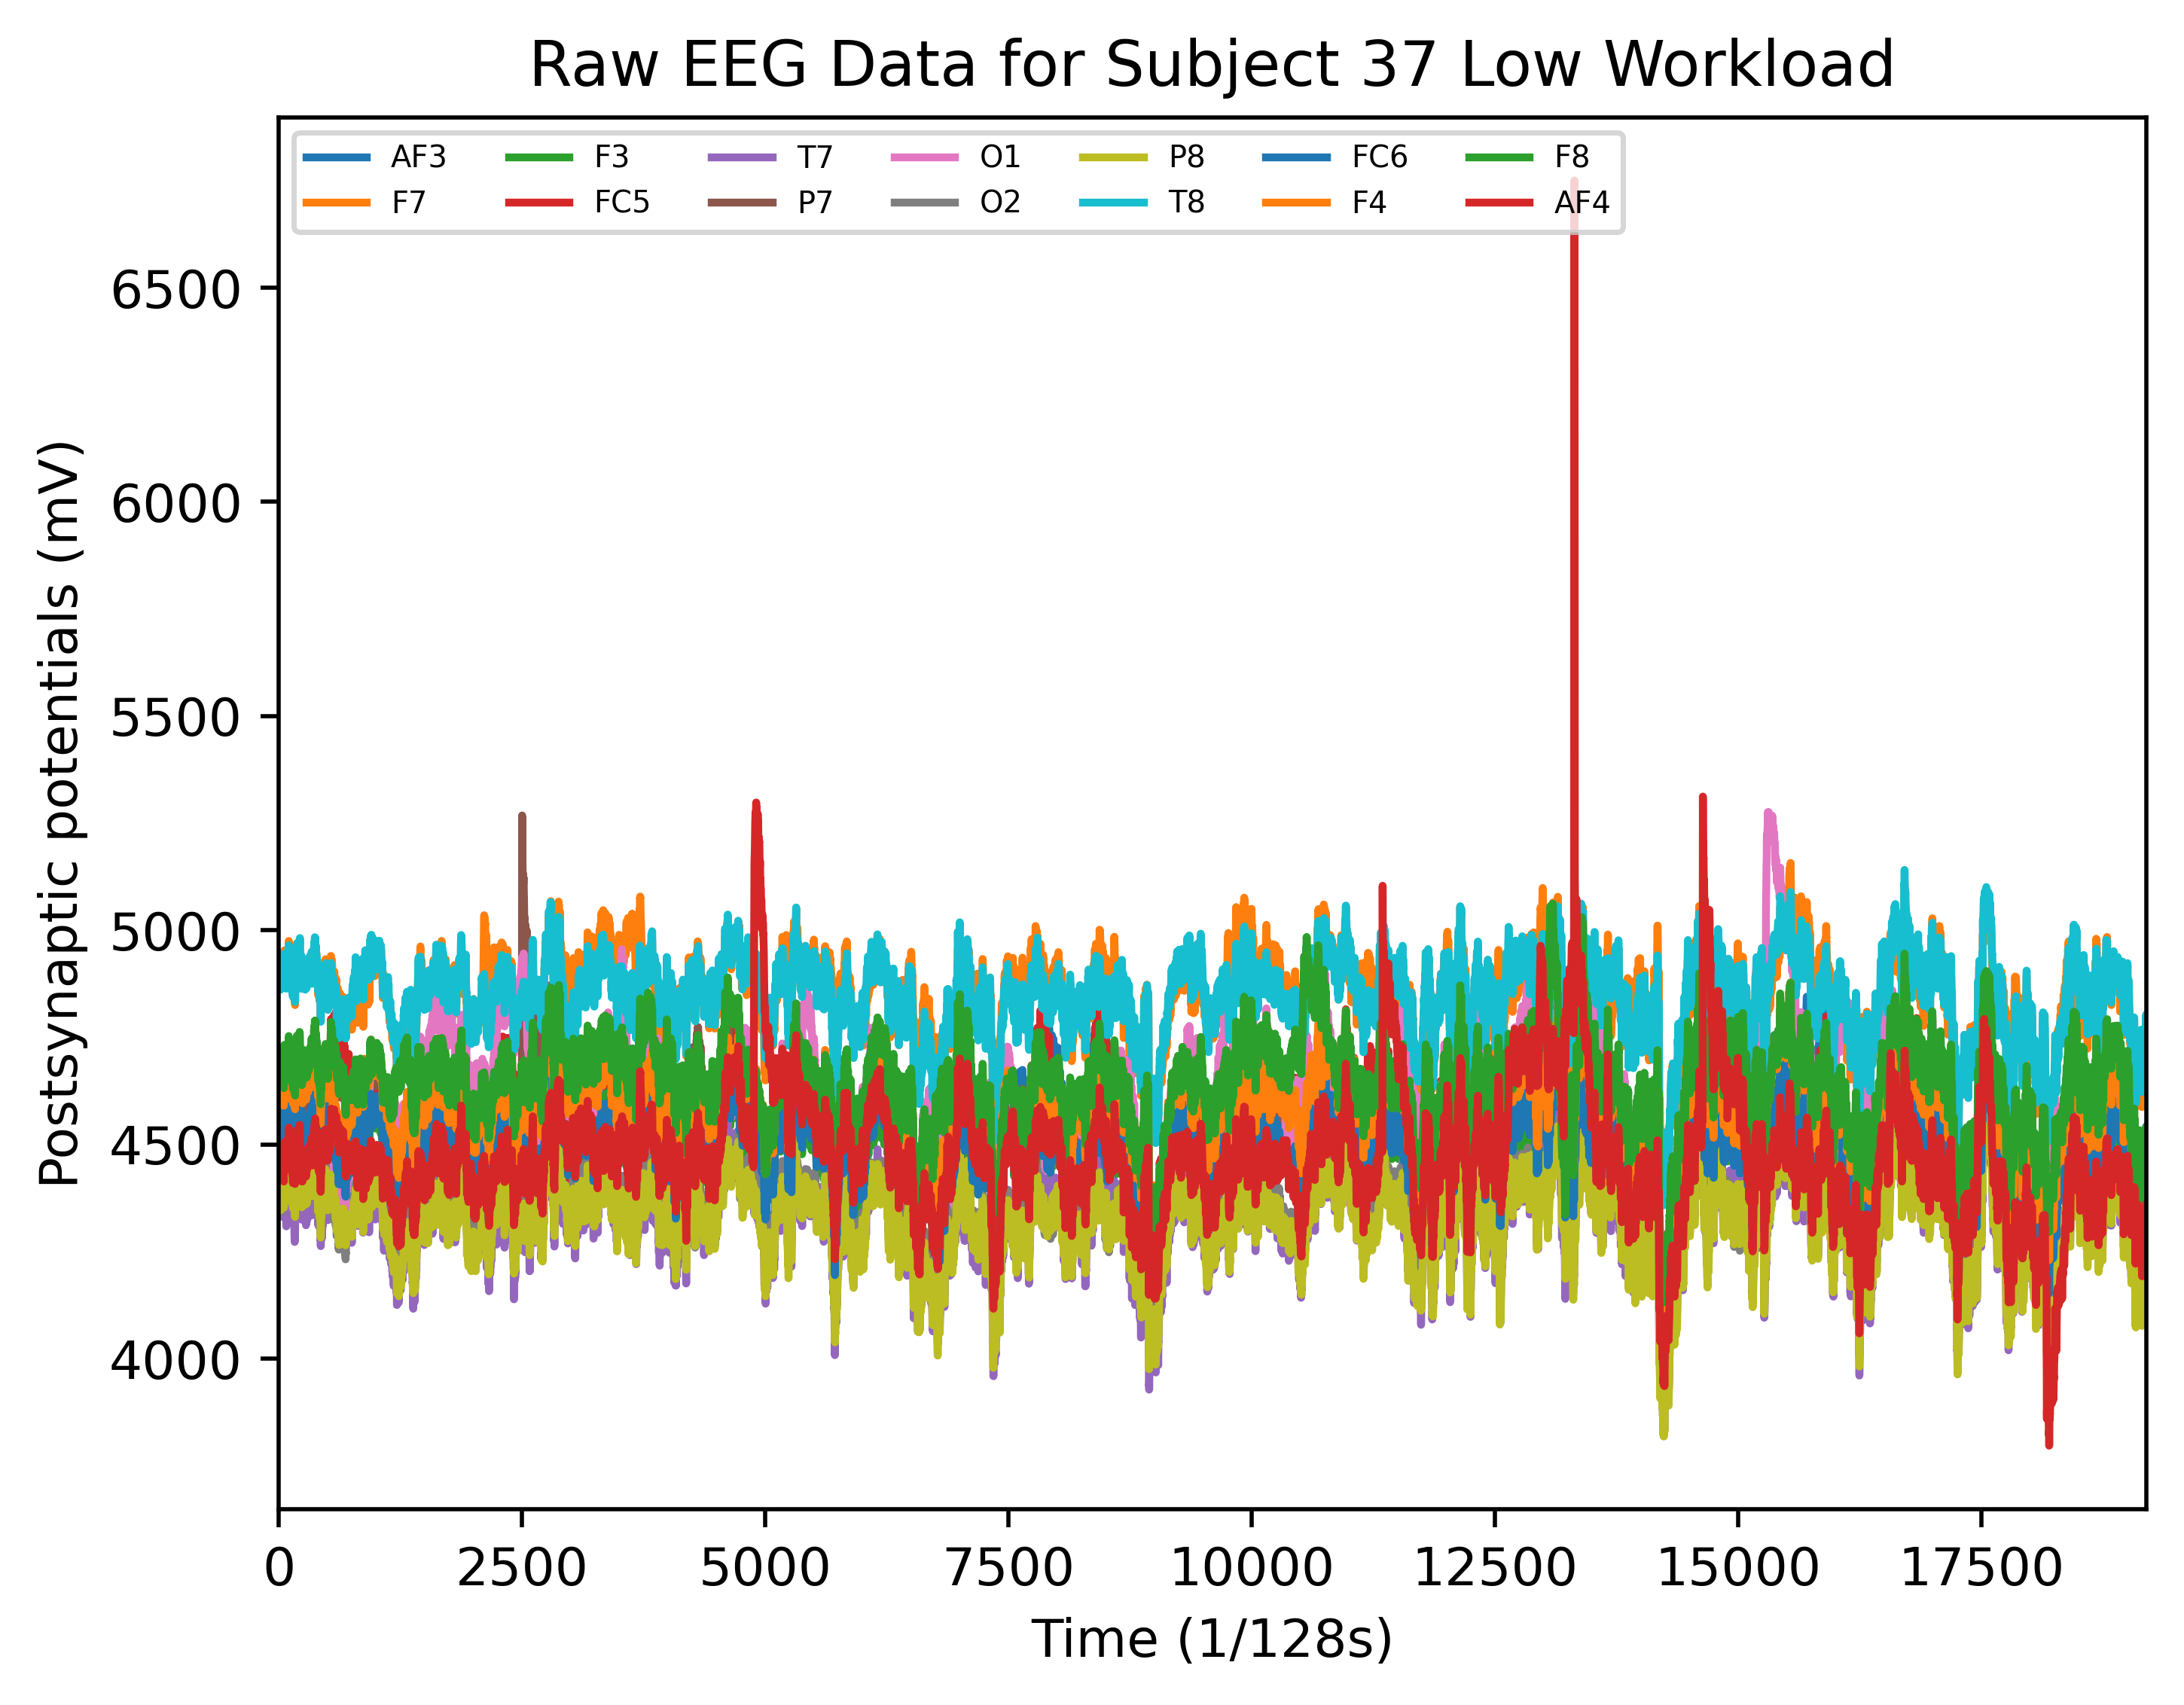 Raw EEG Data for Subject 37 Low Workload
AF3 F3 T7 O1 P8 FC6 F8
F7 FC5 P7 O2 T8 F4 AF4
6500
6000
5500
5000
4500
4000
Postsynaptic potentials (mV)
0 2500 5000 7500 10000 12500 15000 17500
Time (1/128s)